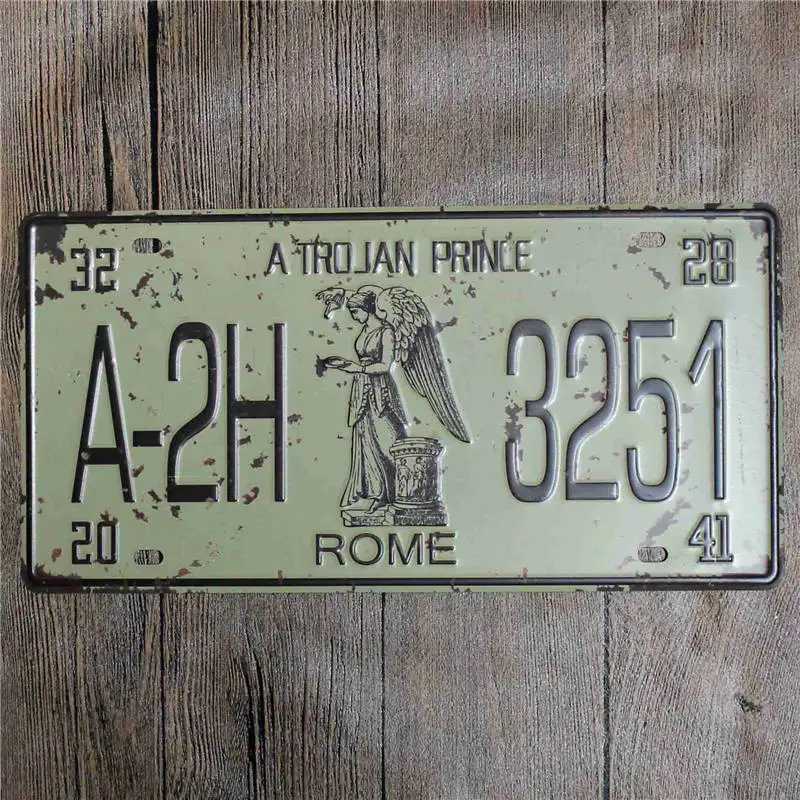 A TROJAN PRINCE
32 28
A-2H 3251
20 41
ROME